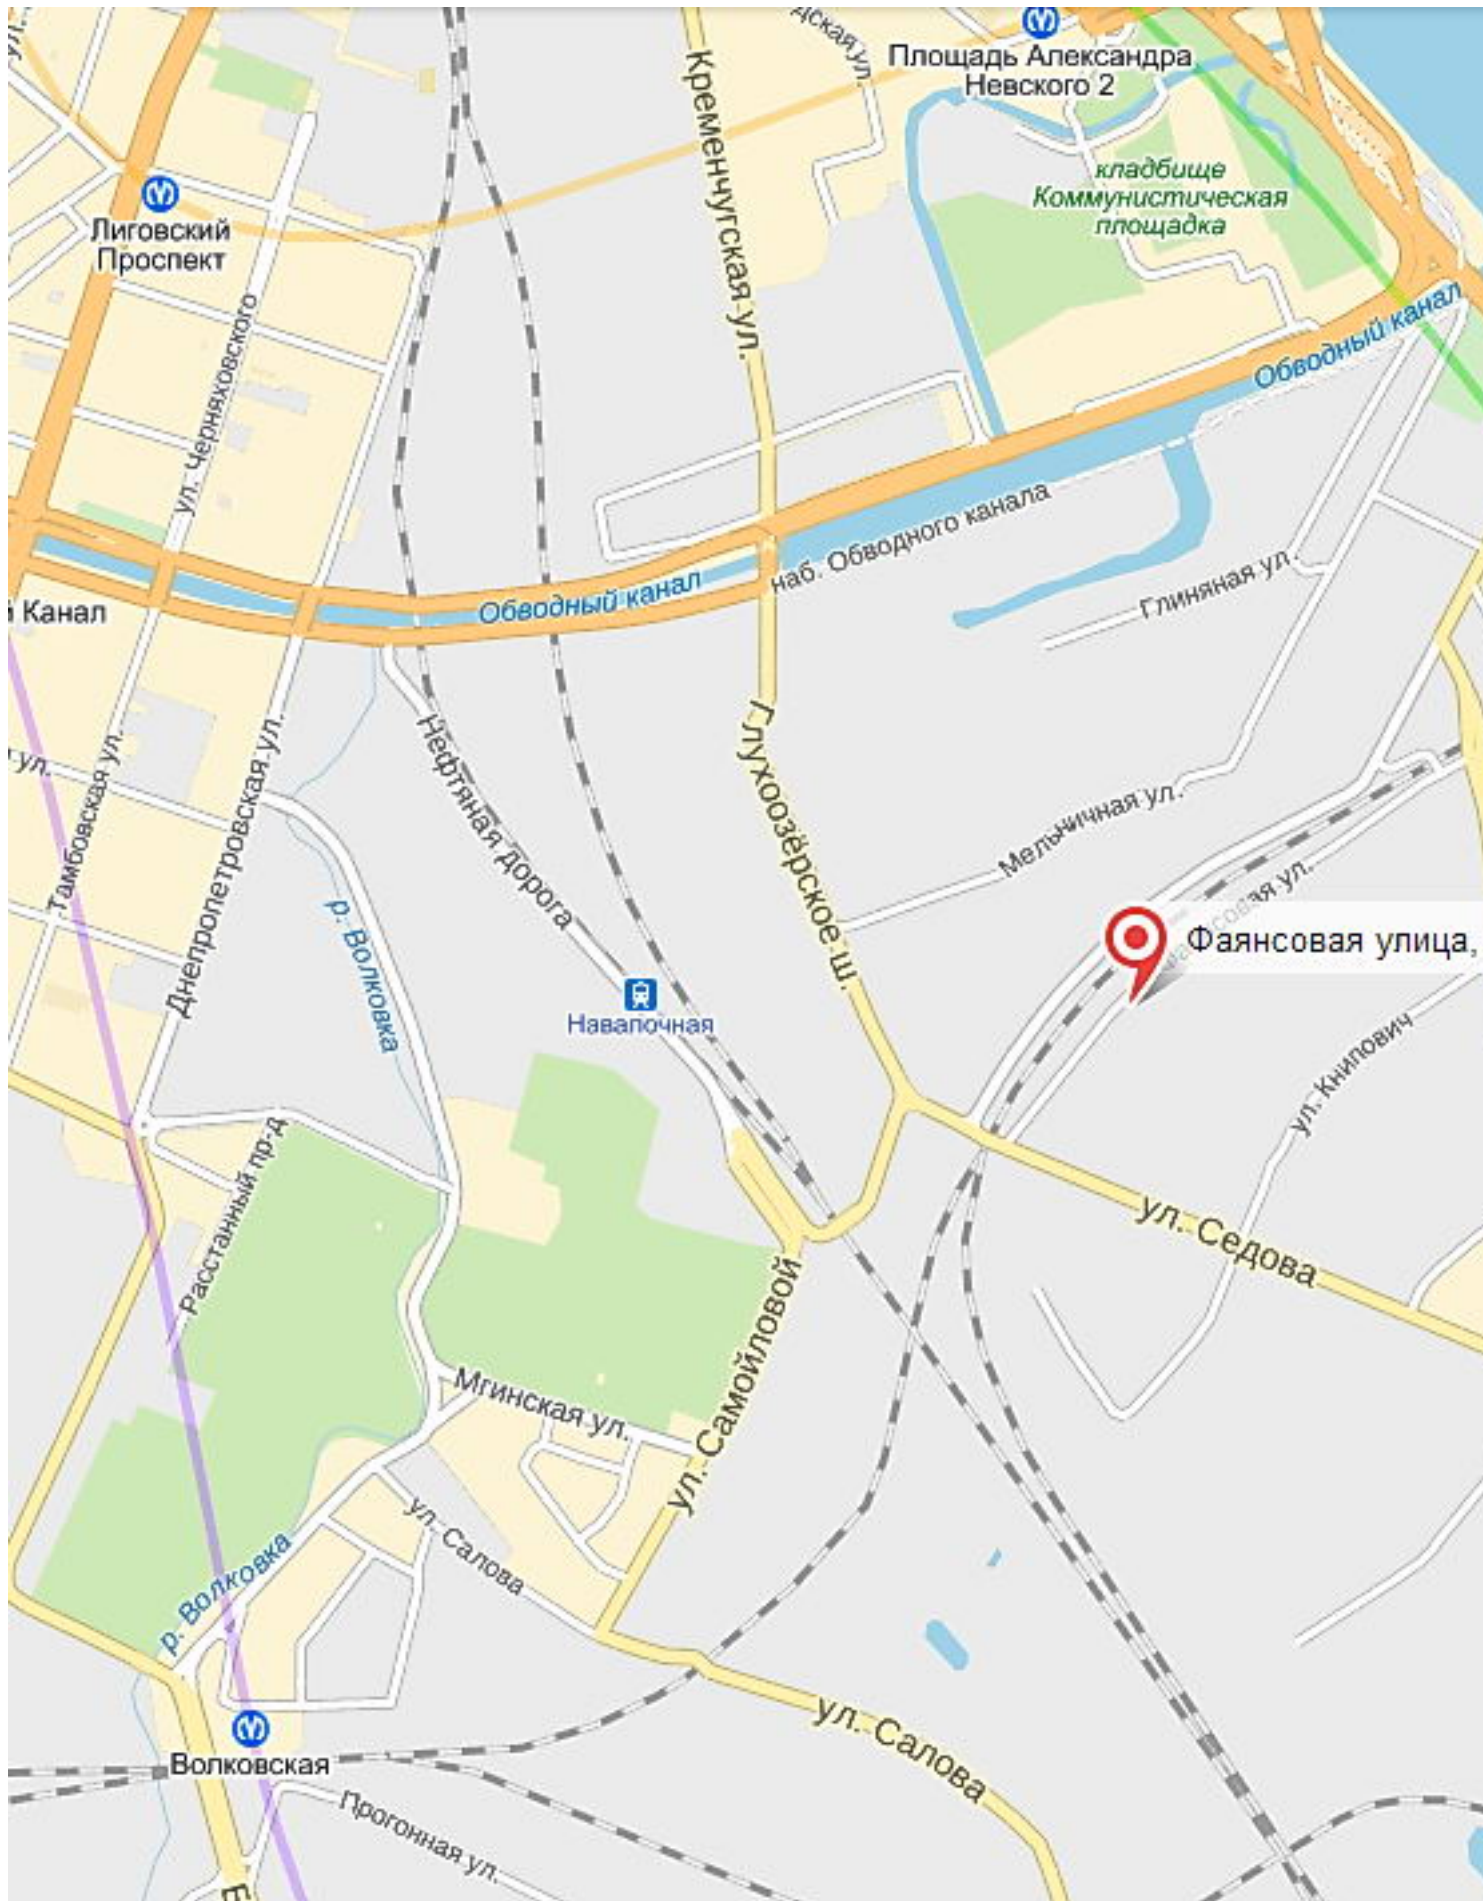 Площадь Александра
Невского 2
Кременчугская ул.
кладбище
Коммунистическая
площадка
Лиговский
Проспект
ул. Черняховского
Обводный канал
наб. Обводного канала
Обводный канал
Глиняная ул.
Канал
Нефтяная дорога
Глухоозёрское ш.
Тамбовская ул.
ул.
Днепропетровская ул.
Мельничная ул.
р. Волковка
Фаянсовая улица,
Навалочная
ул. Книпович
Расстанный пр-д
ул. Седова
ул. Самойловой
Мгинская ул.
ул. Салова
р. Волковка
ул. Салова
Волковская
Прогонная ул.